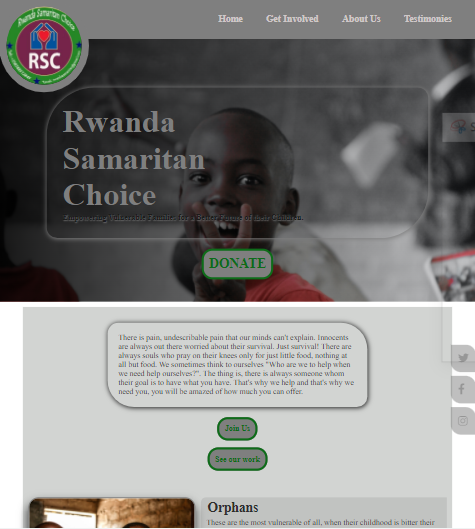 Home Get Involved About Us Testimonies
Rwanda Samaritan Choice
RSC
Rwanda
Samaritan
Choice
Empowering Vulnerable Families for a Better Future of their Children
DONATE
There is pain, undescribable pain that our minds can't explain. Innocents
are always out there worried about their survival. Just survival! There are
always souls who pray on their knees only for just little food, nothing at
all but food. We sometimes think to ourselves "Who are we to help when
we need help ourselves?". The thing is, there is always someone whom
their goal is to have what you have. That's why we help and that's why we
need you, you will be amazed of how much you can offer.
Join Us
See our work
Orphans
These are the most vulnerable of all, when their childhood is bitter their